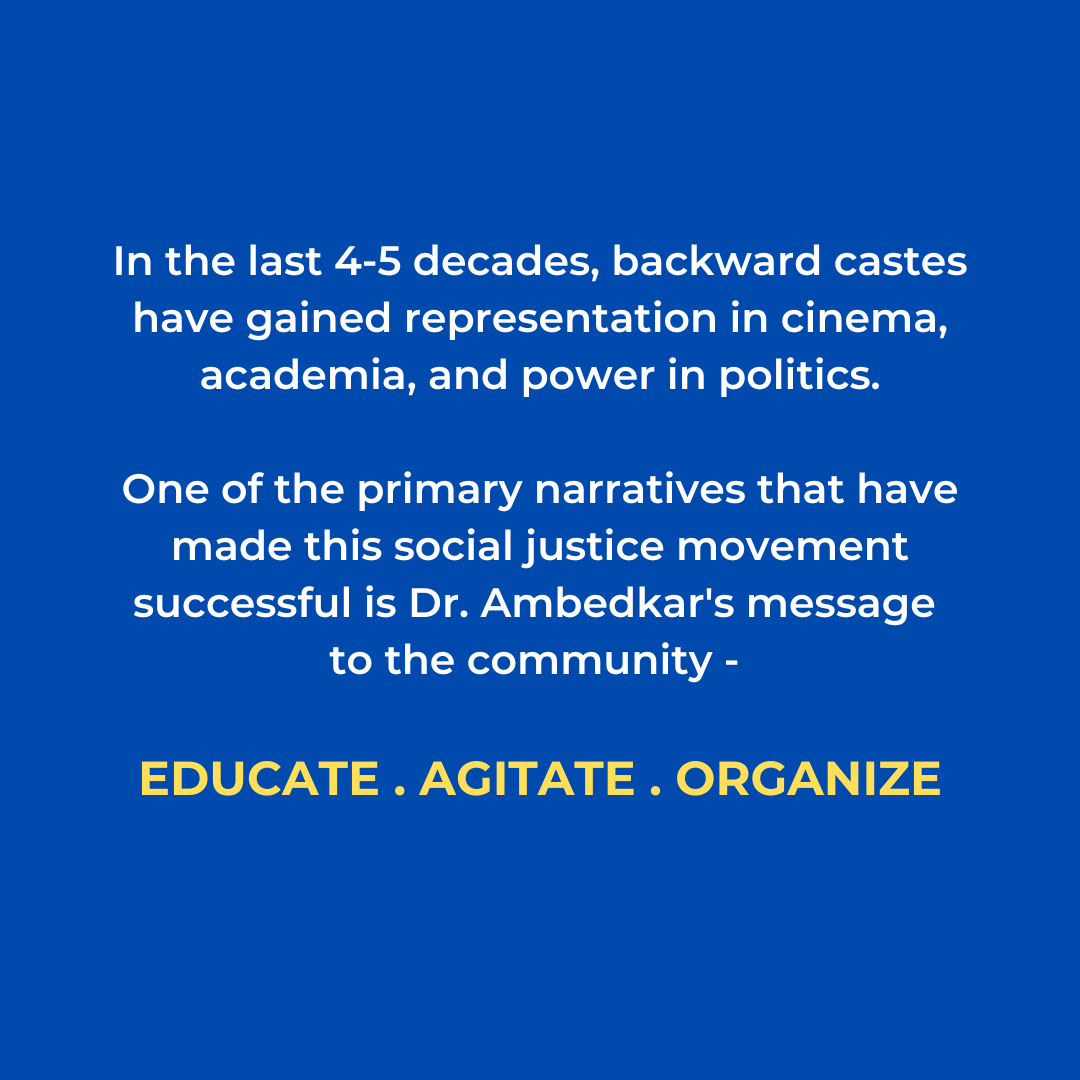 In the last 4-5 decades, backward castes
have gained representation in cinema,
academia, and power in politics.
One of the primary narratives that have
made this social justice movement
successful is Dr. Ambedkar's message
to the community -
EDUCATE . AGITATE . ORGANIZE